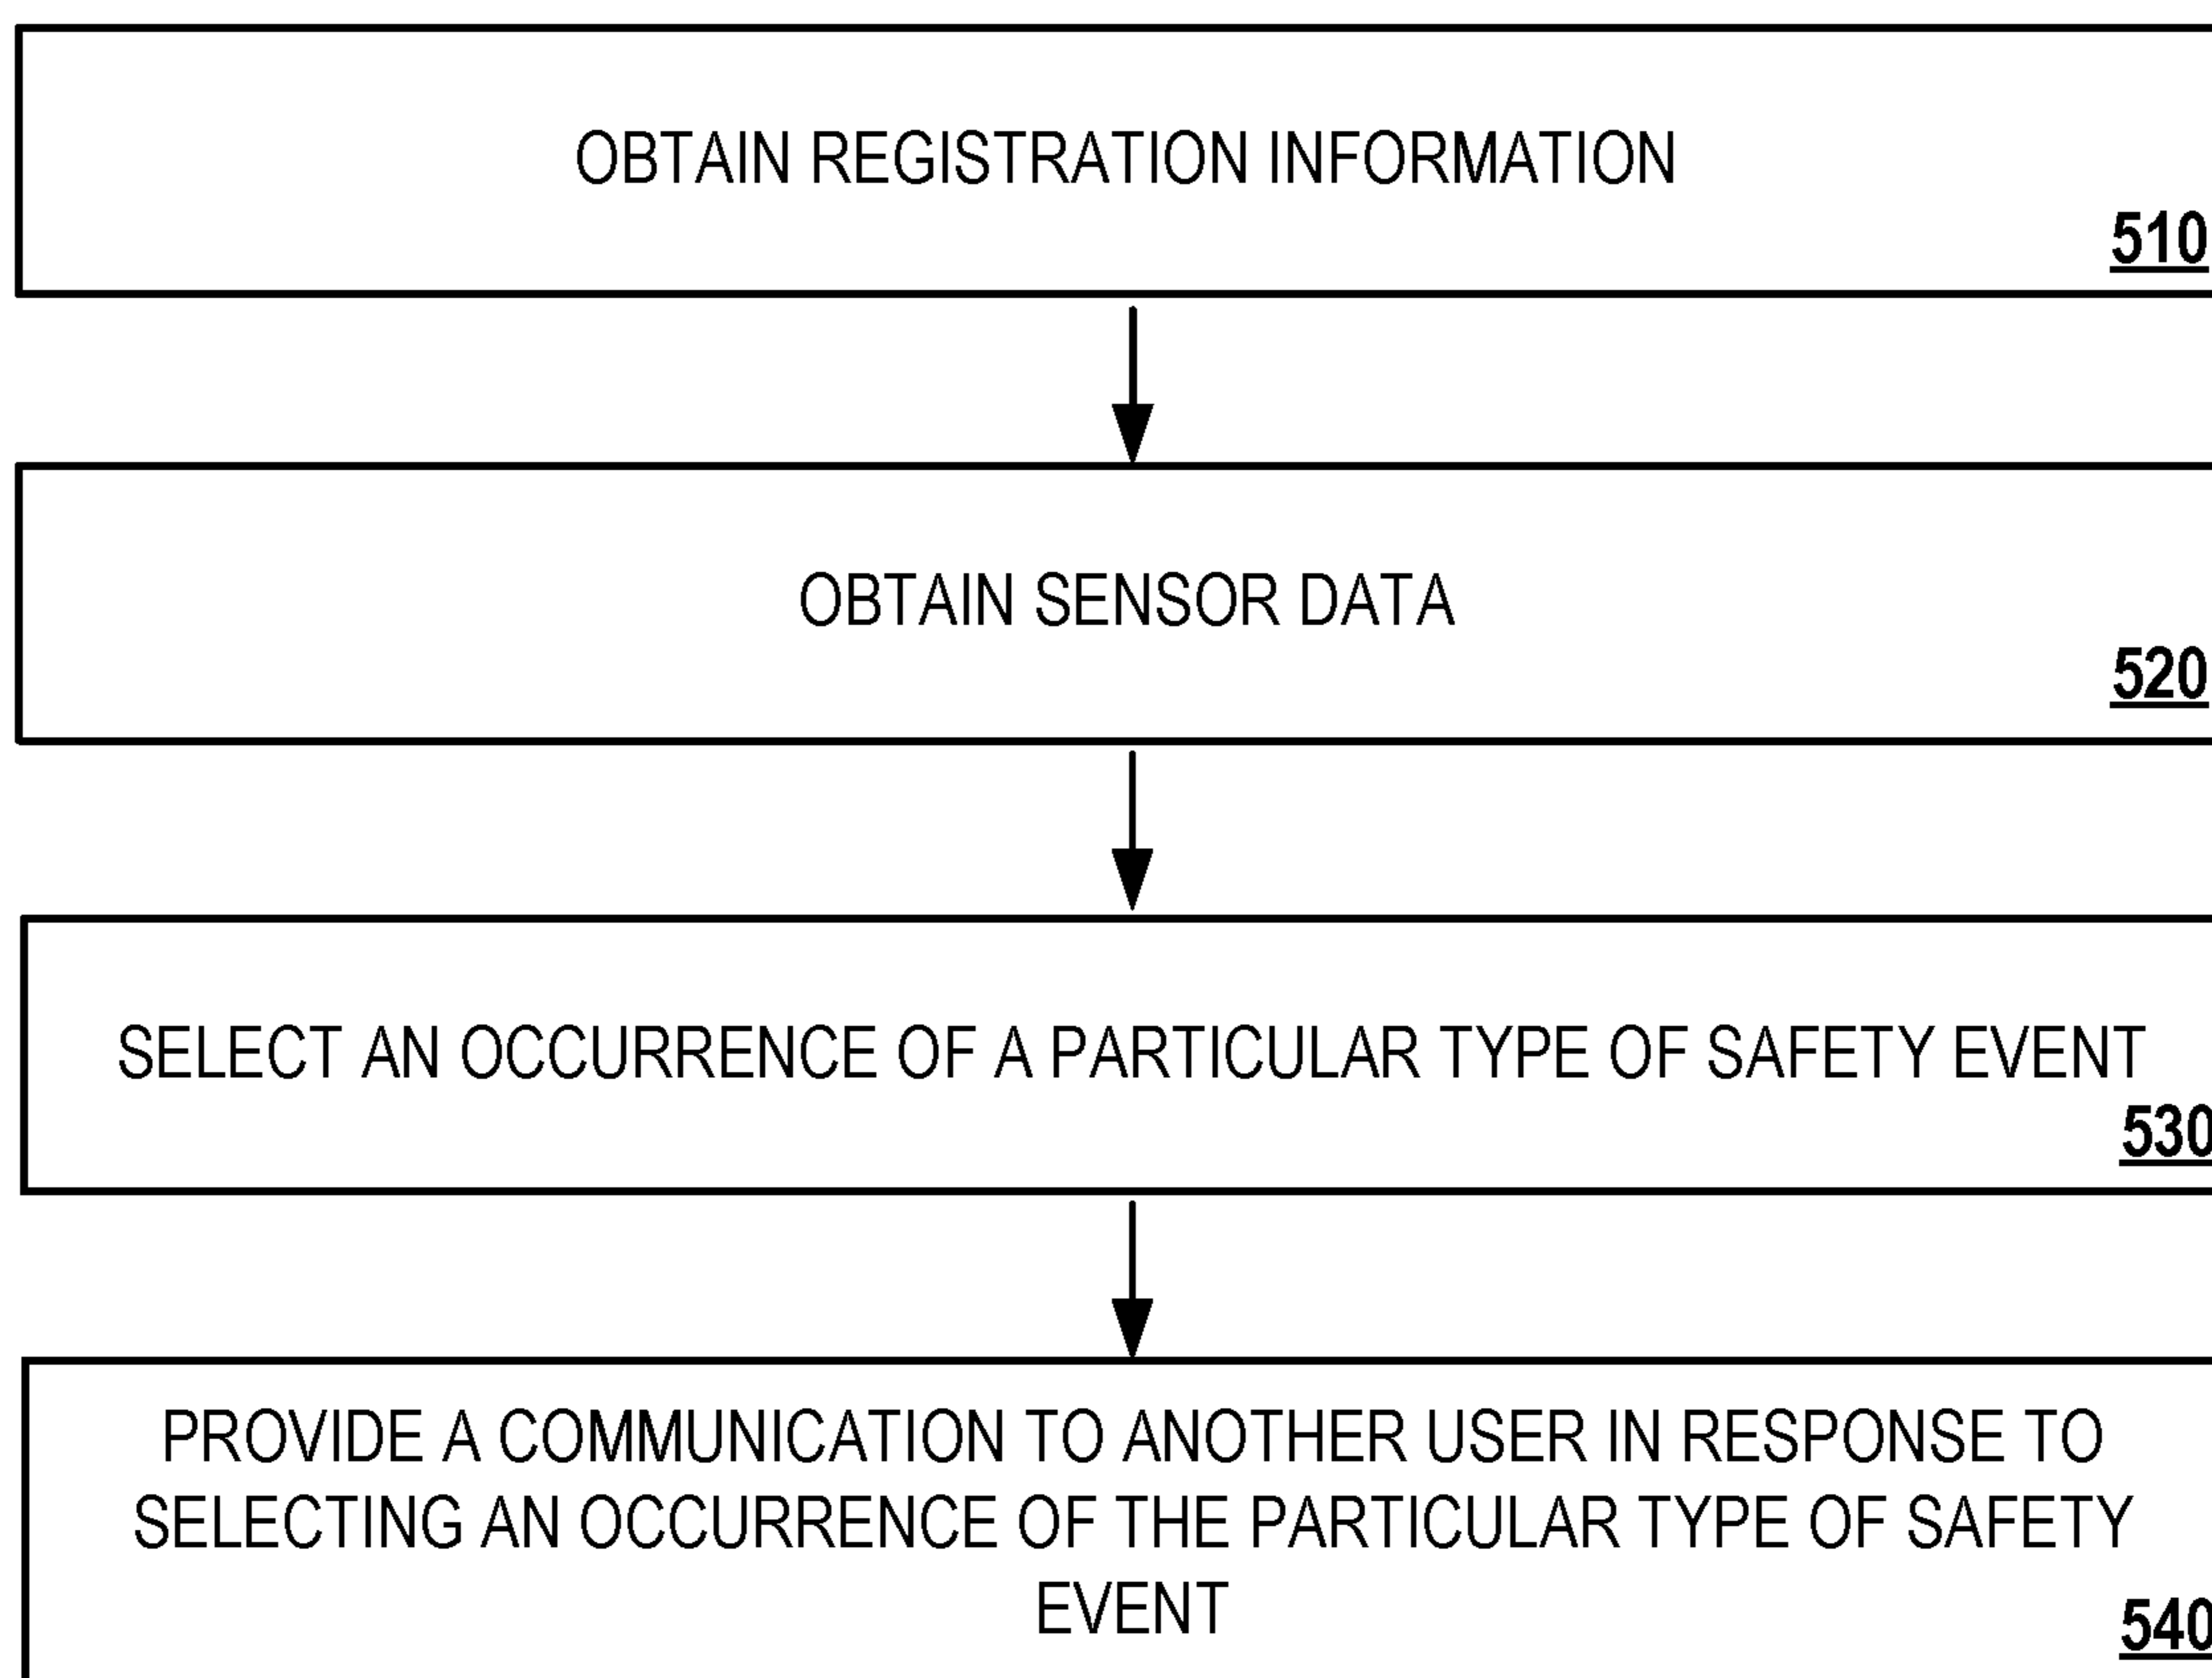 OBTAIN REGISTRATION INFORMATION
510
OBTAIN SENSOR DATA
520
SELECT AN OCCURRENCE OF A PARTICULAR TYPE OF SAFETY EVENT
530
PROVIDE A COMMUNICATION TO ANOTHER USER IN RESPONSE TO
SELECTING AN OCCURRENCE OF THE PARTICULAR TYPE OF SAFETY
EVENT
540